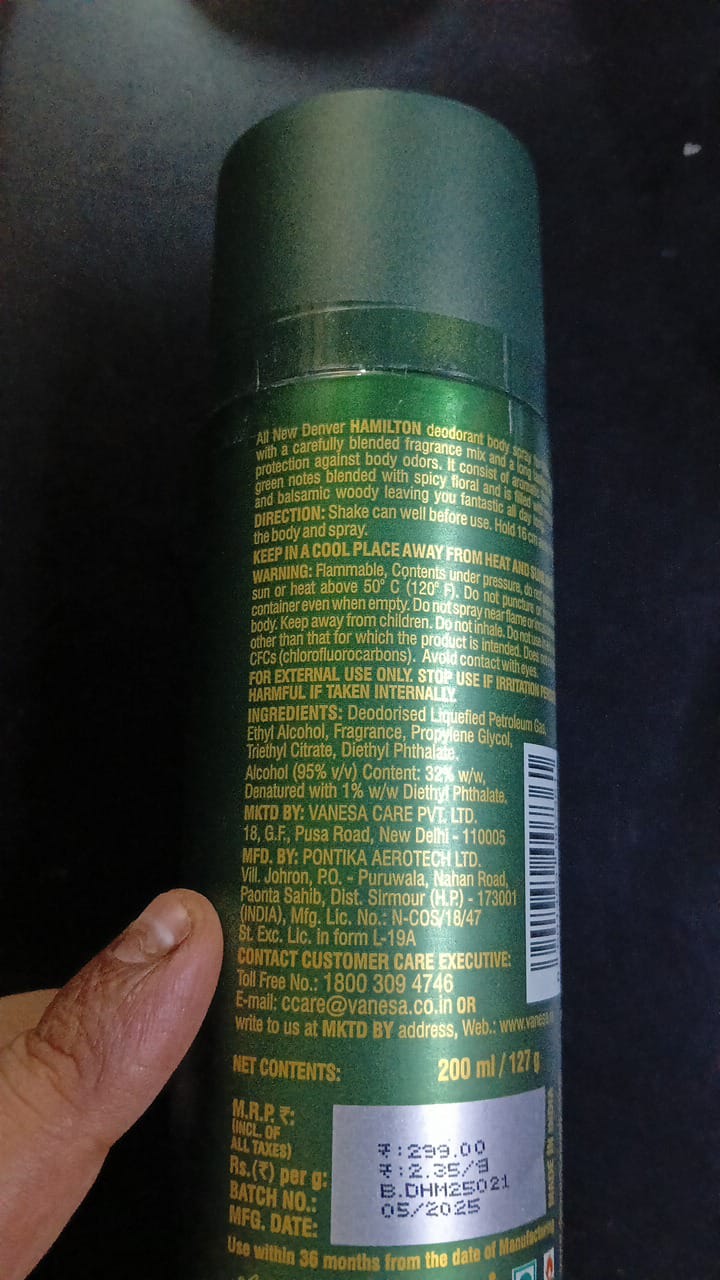 All New Denver HAMILTON deodorant body spray
with a carefully blended fragrance mix and a long
protection against body odors. It consist of
green notes blended with spicy floral and is filled
and balsamic woody leaving you fantastic all day
DIRECTION: Shake can well before use. Hold 16 cm
the body and spray.
KEEP IN A COOL PLACE AWAY FROM HEAT AND
WARNING: Flammable, Contents under pressure, do
sun or heat above 50° C (120° F). Do not puncture or
container even when empty. Do not spray near flame or
body. Keep away from children. Do not inhale. Do not use
other than that for which the product is intended. Does
CFCs (chlorofluorocarbons). Avoid contact with eyes.
FOR EXTERNAL USE ONLY. STOP USE IF IRRITATION
HARMFUL IF TAKEN INTERNALLY.
INGREDIENTS: Deodorised Liquefied Petroleum Gas,
Ethyl Alcohol, Fragrance, Propylene Glycol,
Triethyl Citrate, Diethyl Phthalate.
Alcohol (95% v/v) Content: 32% w/w,
Denatured with 1% w/w Diethyl Phthalate.
MKTD BY: VANESA CARE PVT. LTD.
18, G.F., Pusa Road, New Delhi - 110005
MFD. BY: PONTIKA AEROTECH LTD.
Vill. Johron, P.O. - Puruwala, Nahan Road,
Paonta Sahib, Dist. Sirmour (H.P.) - 173001
(INDIA), Mfg. Lic. No.: N-COS/18/47
St. Exc. Lic. in form L-19A
CONTACT CUSTOMER CARE EXECUTIVE:
Toll Free No.: 1800 309 4746
E-mail: ccare@vanesa.co.in OR
write to us at MKTD BY address, Web.: www.vanesa
NET CONTENTS: 200 ml / 127 g
M.R.P. ₹: ₹:299.00
(INCL. OF
ALL TAXES)
Rs.(₹) per g: ₹:2.35/g
BATCH NO.: B.DHM25021
MFG. DATE: 05/2025
MADE IN INDIA
Use within 36 months from the date of Manufacturing